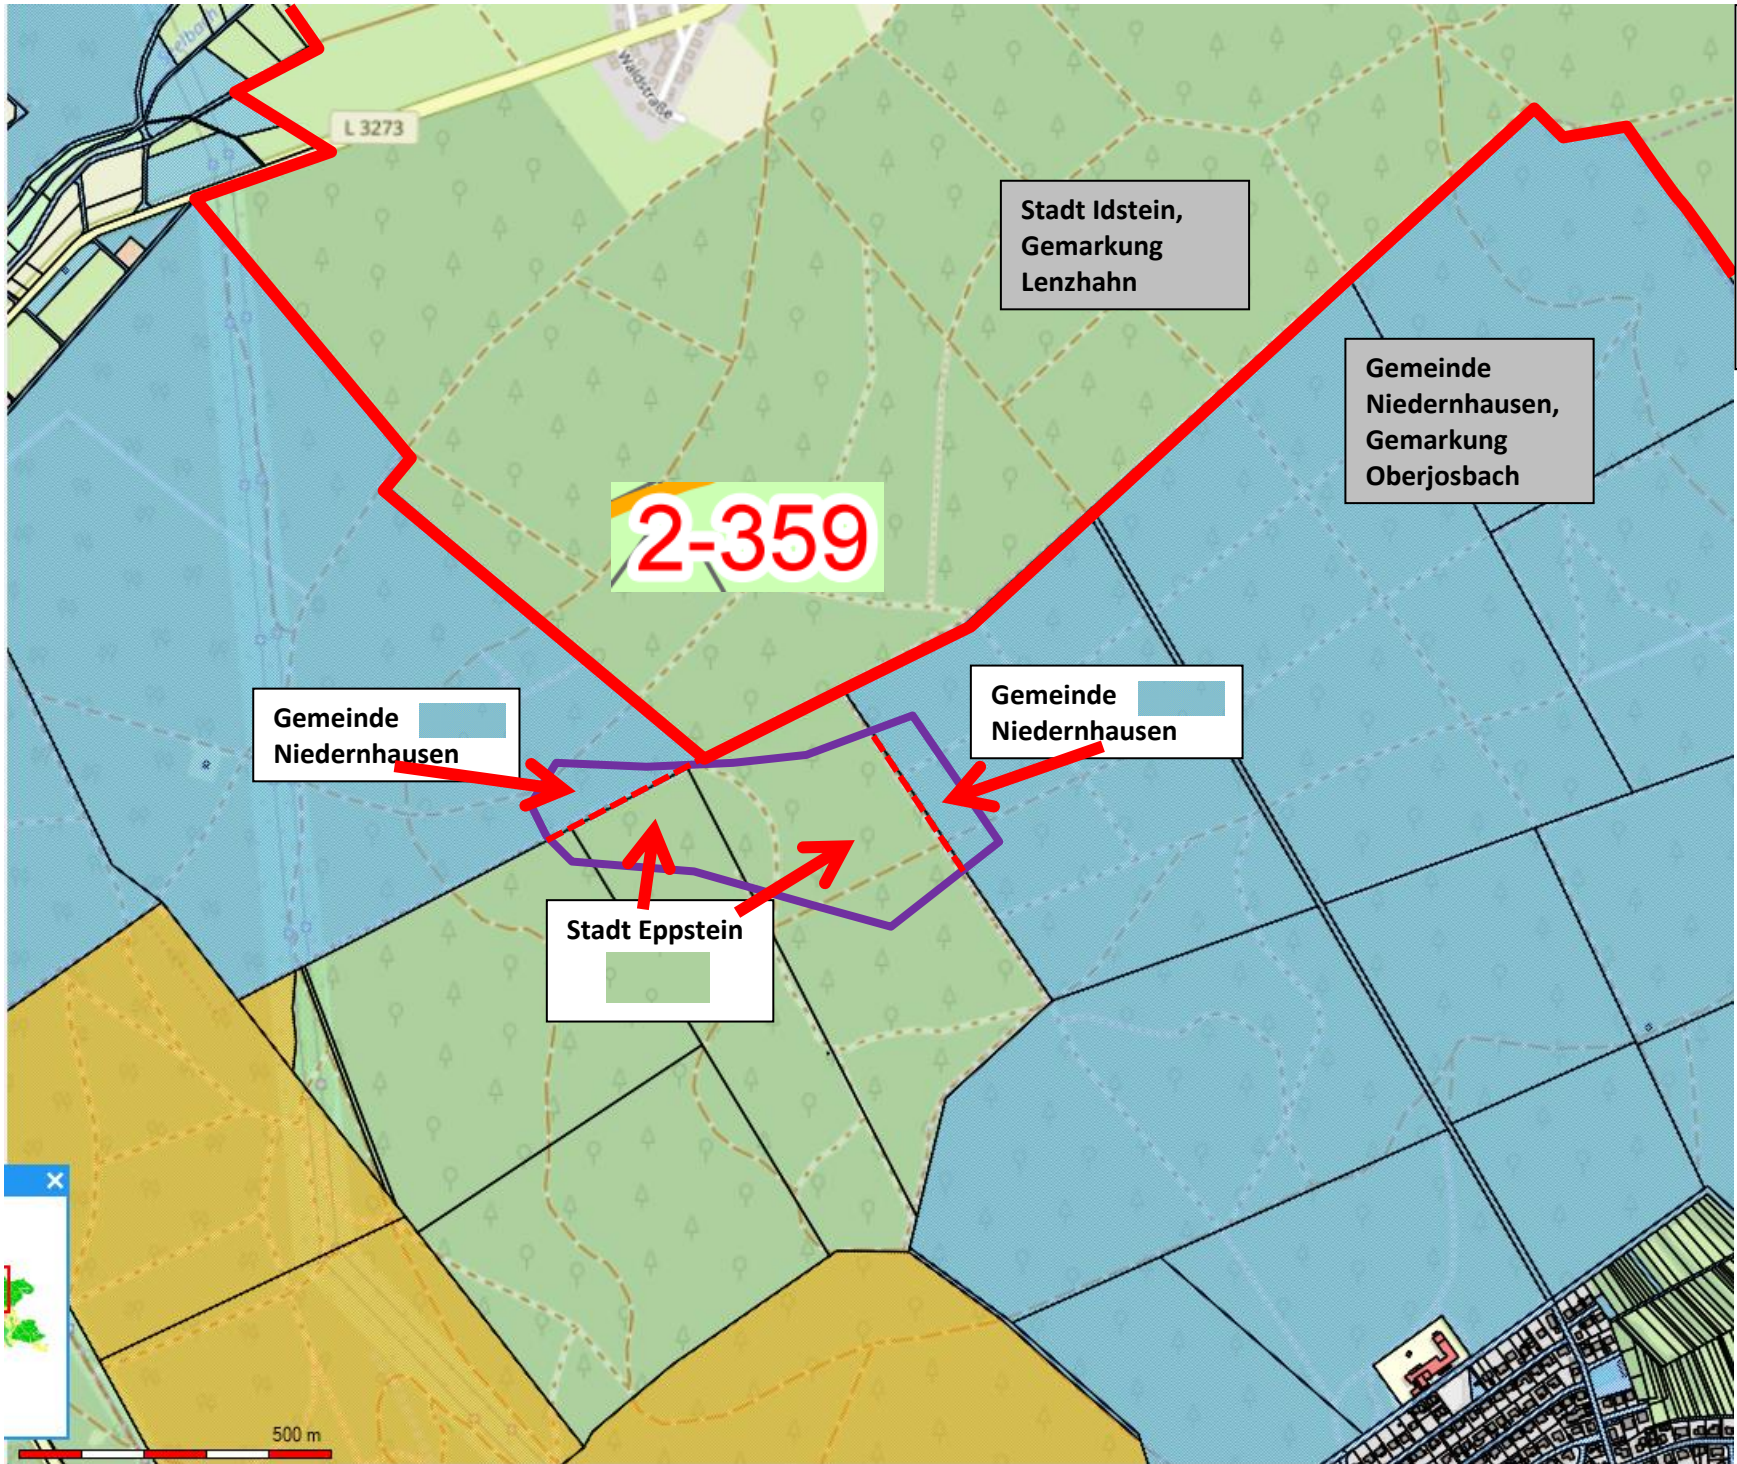 Seelbach
Waldstraße
L 3273
Stadt Idstein,
Gemarkung
Lenzhahn
Gemeinde
Niedernhausen,
Gemarkung
Oberjosbach
2-359
Gemeinde
Niedernhausen
Gemeinde
Niedernhausen
Stadt Eppstein
500 m